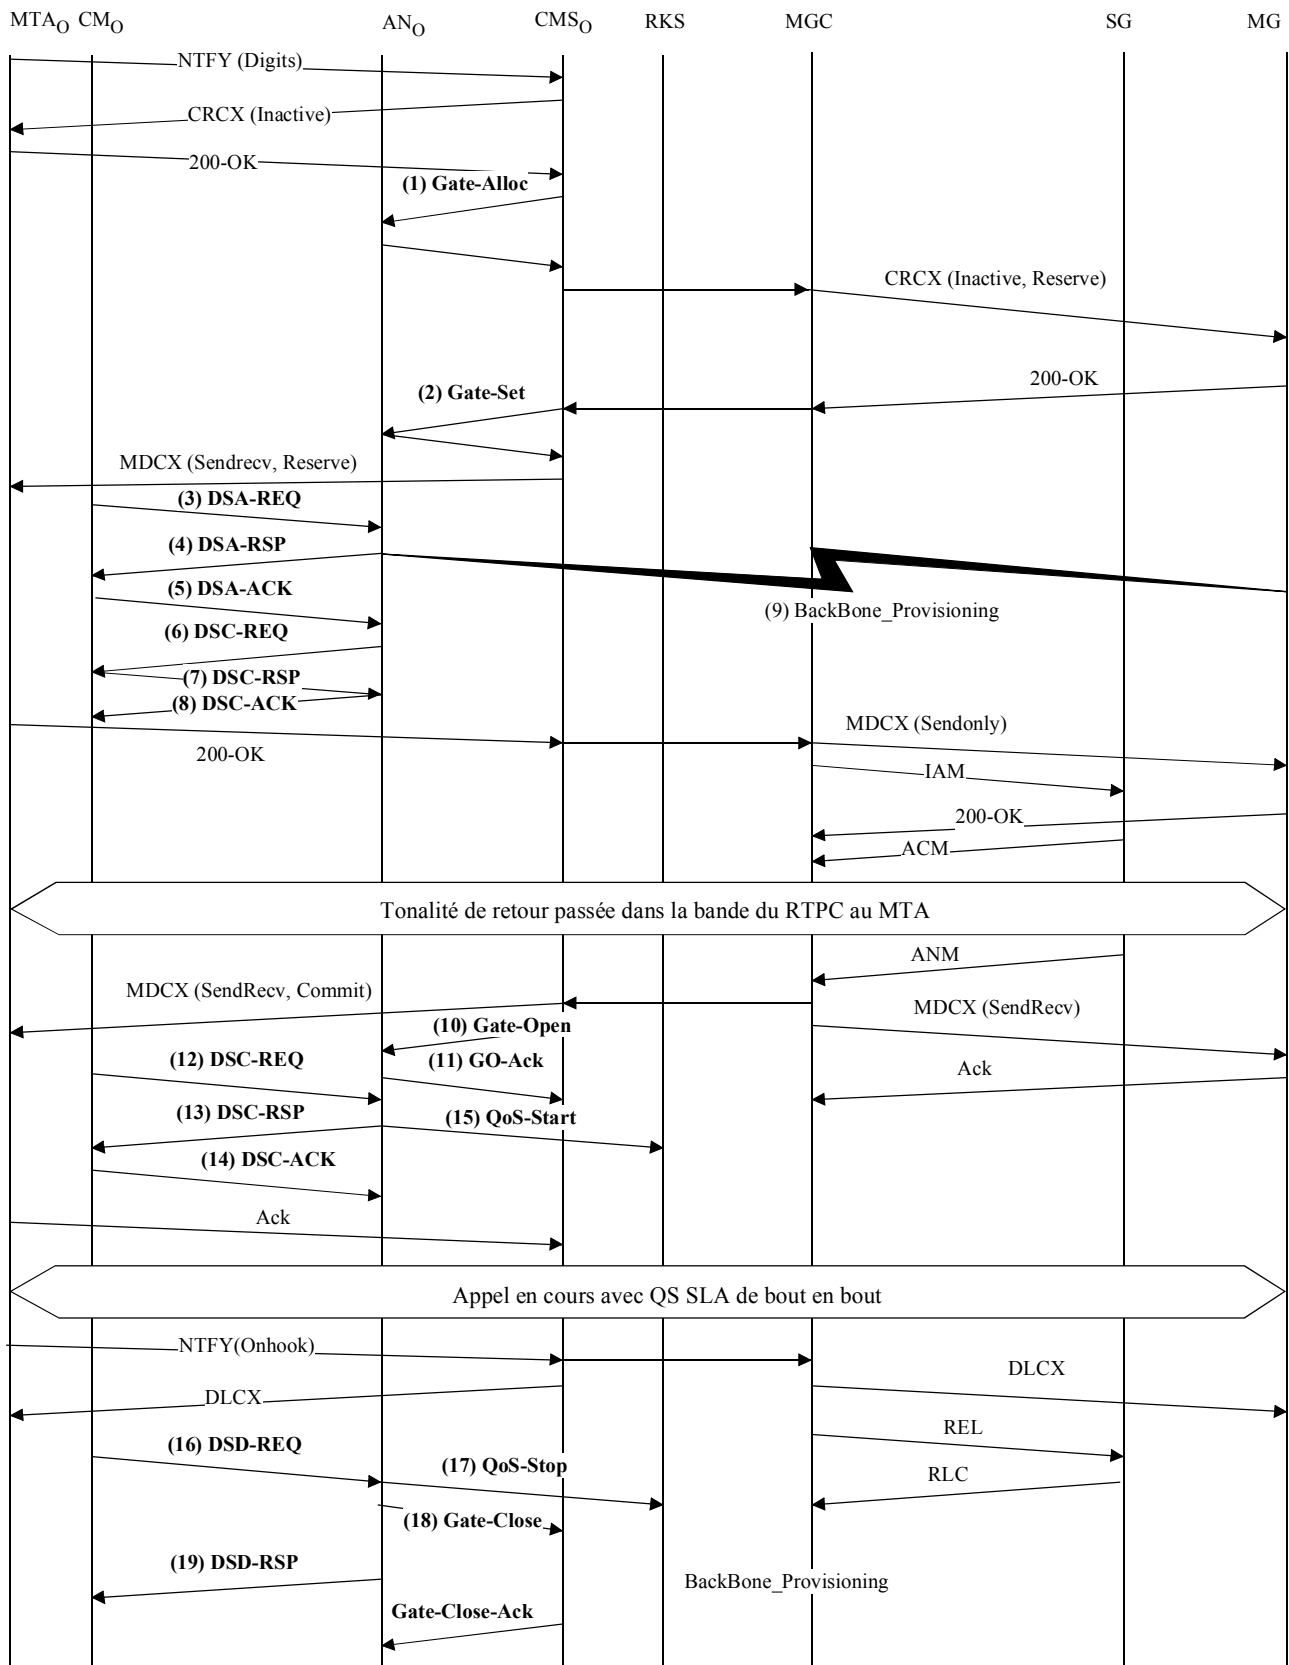 MTAO CMO ANO CMSO RKS MGC SG MG
NTFY (Digits)
CRCX (Inactive)
200-OK
(1) Gate-Alloc
CRCX (Inactive, Reserve)
200-OK
(2) Gate-Set
MDCX (Sendrecv, Reserve)
(3) DSA-REQ
(4) DSA-RSP
(5) DSA-ACK
(9) BackBone_Provisioning
(6) DSC-REQ
(7) DSC-RSP
(8) DSC-ACK
MDCX (Sendonly)
200-OK
IAM
200-OK
ACM
Tonalité de retour passée dans la bande du RTPC au MTA
ANM
MDCX (SendRecv, Commit)
MDCX (SendRecv)
(10) Gate-Open
(12) DSC-REQ
(11) GO-Ack
Ack
(13) DSC-RSP
(15) QoS-Start
(14) DSC-ACK
Ack
Appel en cours avec QS SLA de bout en bout
NTFY(Onhook)
DLCX
DLCX
REL
(16) DSD-REQ
(17) QoS-Stop
RLC
(18) Gate-Close
(19) DSD-RSP
BackBone_Provisioning
Gate-Close-Ack